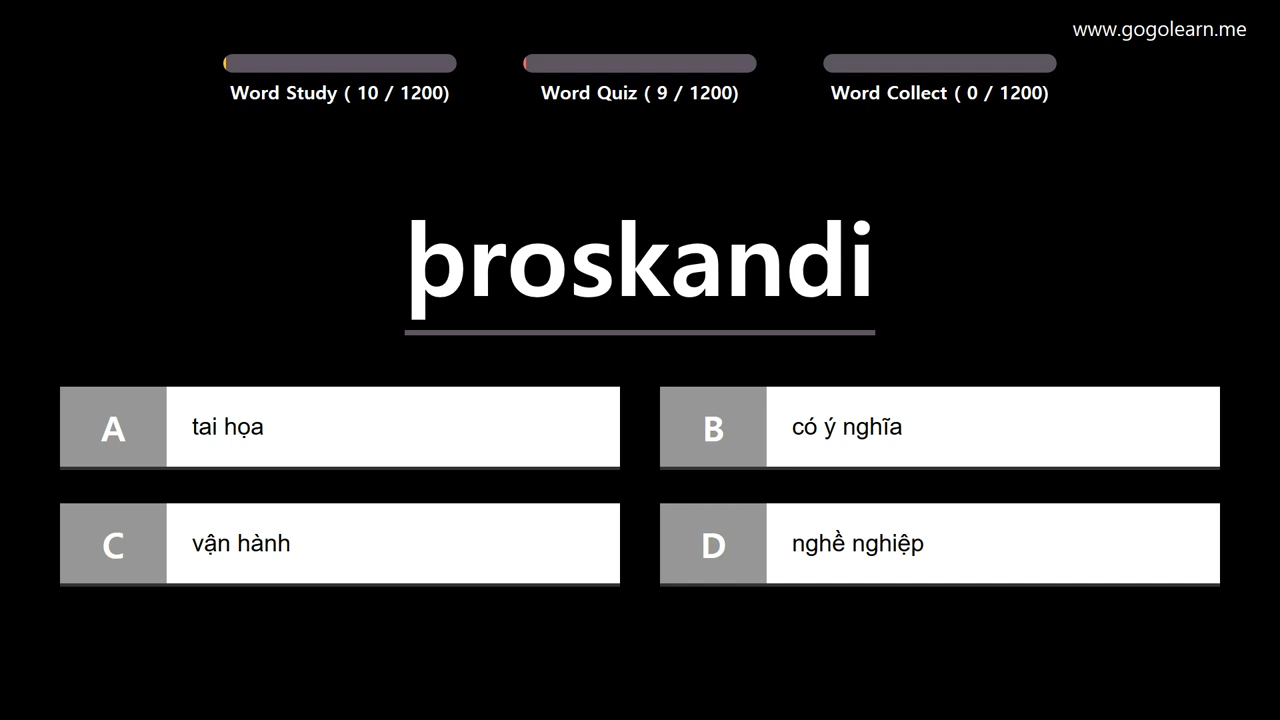 www.gogolearn.me
Word Study ( 10 / 1200)
Word Quiz ( 9 / 1200)
Word Collect ( 0 / 1200)
þroskandi
A
tai họa
B
có ý nghĩa
C
vận hành
D
nghề nghiệp